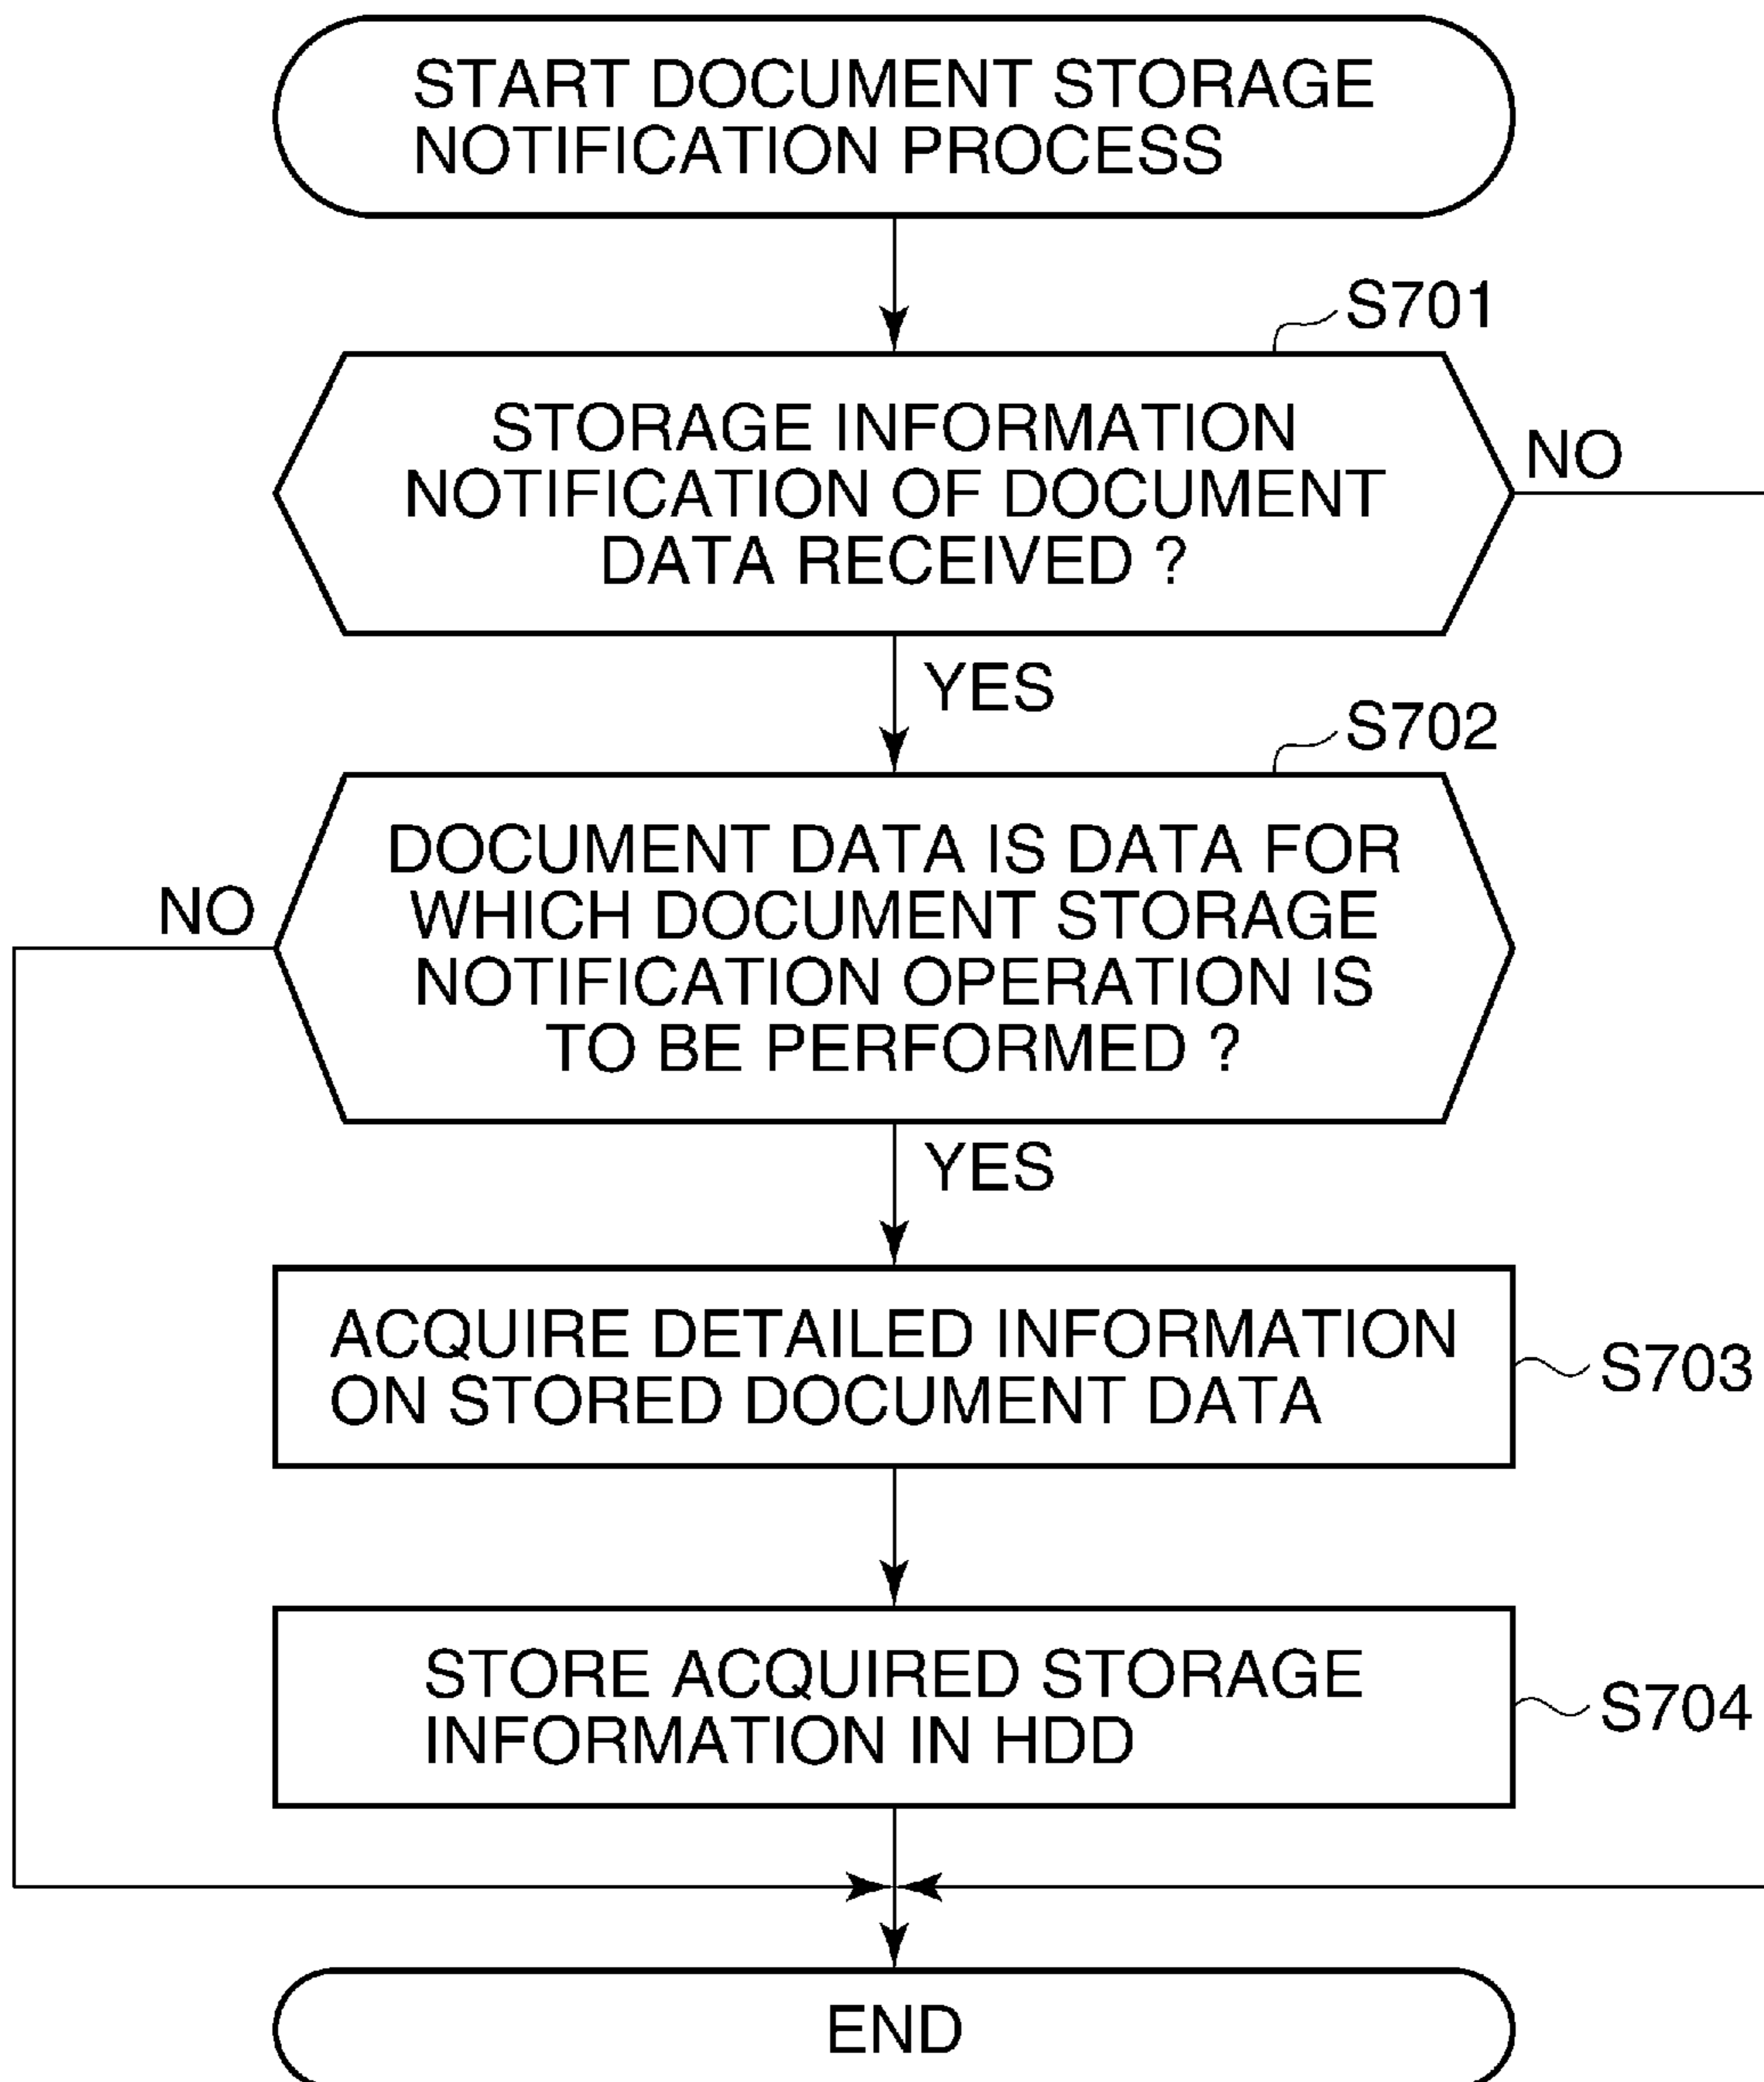 START DOCUMENT STORAGE
NOTIFICATION PROCESS
S701
STORAGE INFORMATION
NOTIFICATION OF DOCUMENT
DATA RECEIVED ?
NO
YES
S702
DOCUMENT DATA IS DATA FOR
WHICH DOCUMENT STORAGE
NOTIFICATION OPERATION IS
TO BE PERFORMED ?
NO
YES
ACQUIRE DETAILED INFORMATION
ON STORED DOCUMENT DATA
S703
STORE ACQUIRED STORAGE
INFORMATION IN HDD
S704
END